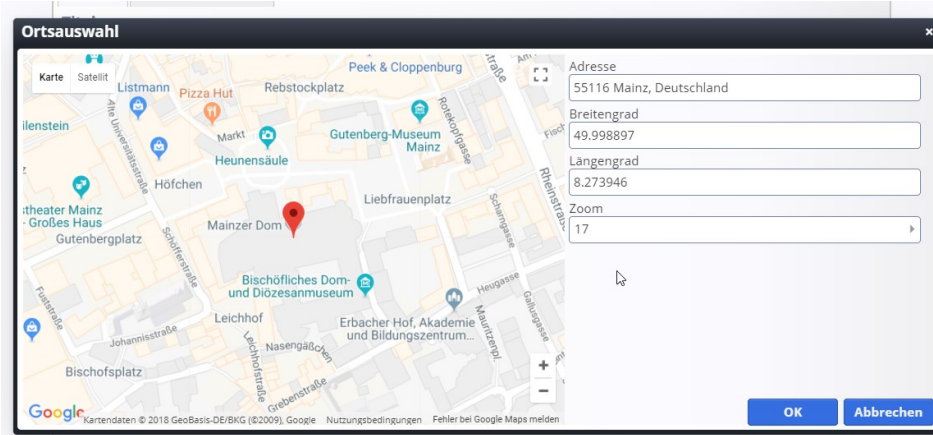 Ortsauswahl
×
Karte
Satellit
Listmann
Pizza Hut
Peek & Cloppenburg
Rebstockplatz
Alte Universitätsstraße
Markt
Heunensäule
Gutenberg-Museum
Mainz
Rotekopfgasse
Rheinstraße
Höfchen
Liebfrauenplatz
Gutenbergplatz
- Großes Haus
Schöfferstraße
Mainzer Dom
Scharngasse
Bischöfliches Dom-
und Diözesanmuseum
Heugasse
Gallusgasse
Fuststraße
Leichhof
Erbacher Hof, Akademie
und Bildungszentrum...
Mauritzenpl.
Johannisstraße
Leichhofstraße
Nasengäßchen
Bischofsplatz
Grebenstraße
+
−
Google
Kartendaten © 2018 GeoBasis-DE/BKG (©2009), Google
Nutzungsbedingungen
Fehler bei Google Maps melden
Adresse
55116 Mainz, Deutschland
Breitengrad
49.998897
Längengrad
8.273946
Zoom
17
OK
Abbrechen